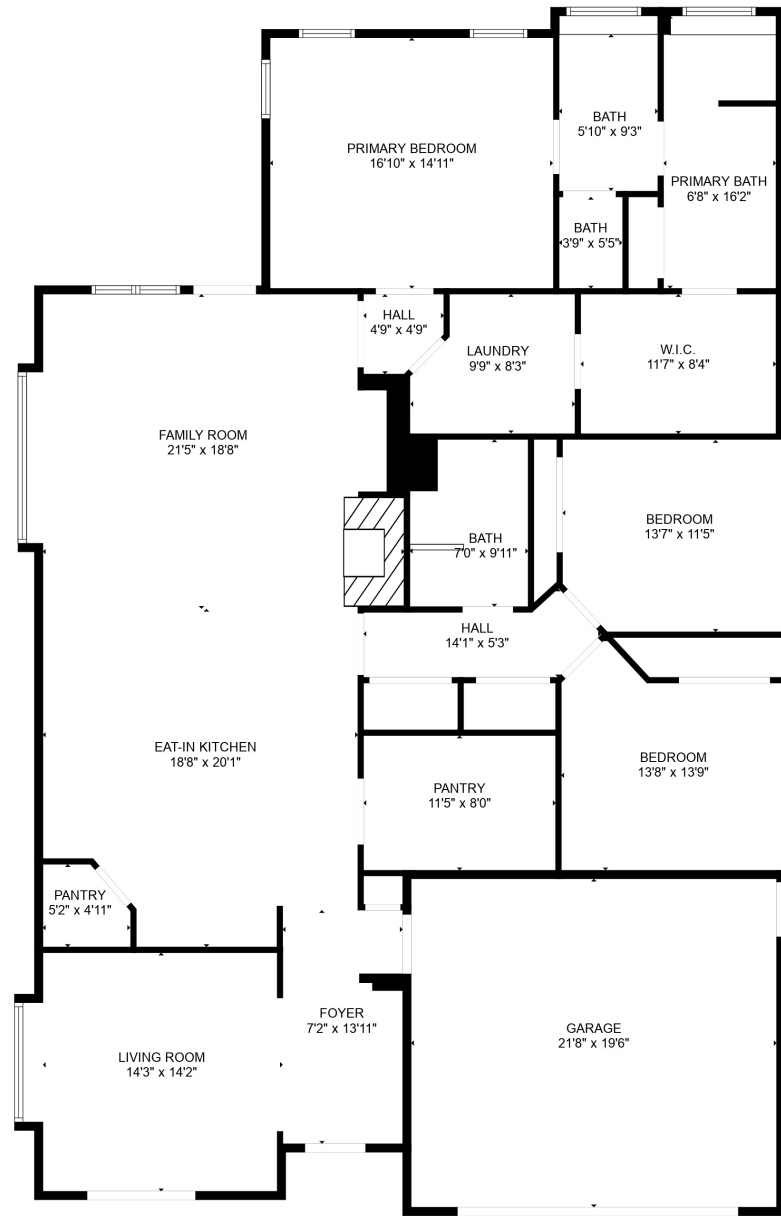 BATH
5'10" x 9'3"
PRIMARY BEDROOM
16'10" x 14'11"
PRIMARY BATH
6'8" x 16'2"
BATH
3'9" x 5'5"
HALL
4'9" x 4'9"
LAUNDRY
9'9" x 8'3"
W.I.C.
11'7" x 8'4"
FAMILY ROOM
21'5" x 18'8"
BEDROOM
13'7" x 11'5"
BATH
7'0" x 9'11"
HALL
14'1" x 5'3"
EAT-IN KITCHEN
18'8" x 20'1"
BEDROOM
13'8" x 13'9"
PANTRY
11'5" x 8'0"
PANTRY
5'2" x 4'11"
FOYER
7'2" x 13'11"
GARAGE
21'8" x 19'6"
LIVING ROOM
14'3" x 14'2"